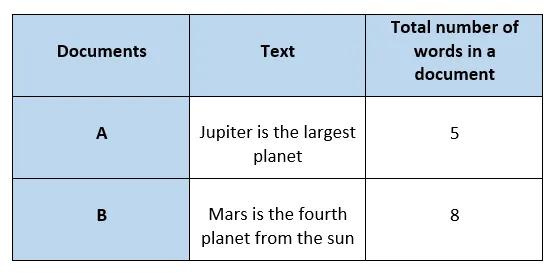 Documents
Text
Total number of
words in a
document
A
Jupiter is the largest
planet
5
B
Mars is the fourth
planet from the sun
8